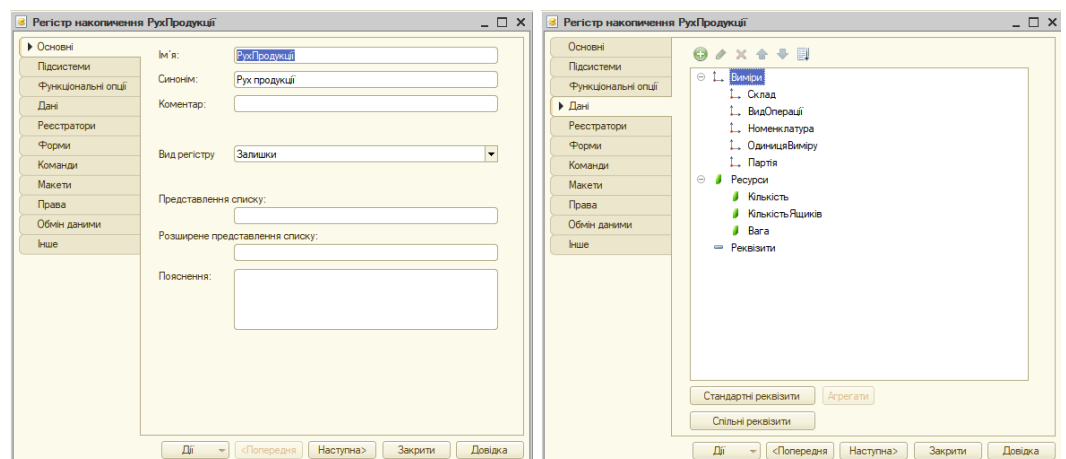 Регістр накопичення РухПродукції
Основні
Підсистеми
Функціональні опції
Дані
Реєстратори
Форми
Команди
Макети
Права
Обмін даними
Інше
Ім`я:
РухПродукції
Синонім:
Рух продукції
Коментар:
Вид регістру
Залишки
Представлення списку:
Розширене представлення списку:
Пояснення:
Дії
<Попередня
Наступна>
Закрити
Довідка
Регістр накопичення РухПродукції
Основні
Підсистеми
Функціональні опції
Дані
Реєстратори
Форми
Команди
Макети
Права
Обмін даними
Інше
Виміри
Склад
ВидОперації
Номенклатура
ОдиницяВиміру
Партія
Ресурси
Кількість
КількістьЯщиків
Вага
Реквізити
Стандартні реквізити
Агрегати
Спільні реквізити
Дії
<Попередня
Наступна>
Закрити
Довідка